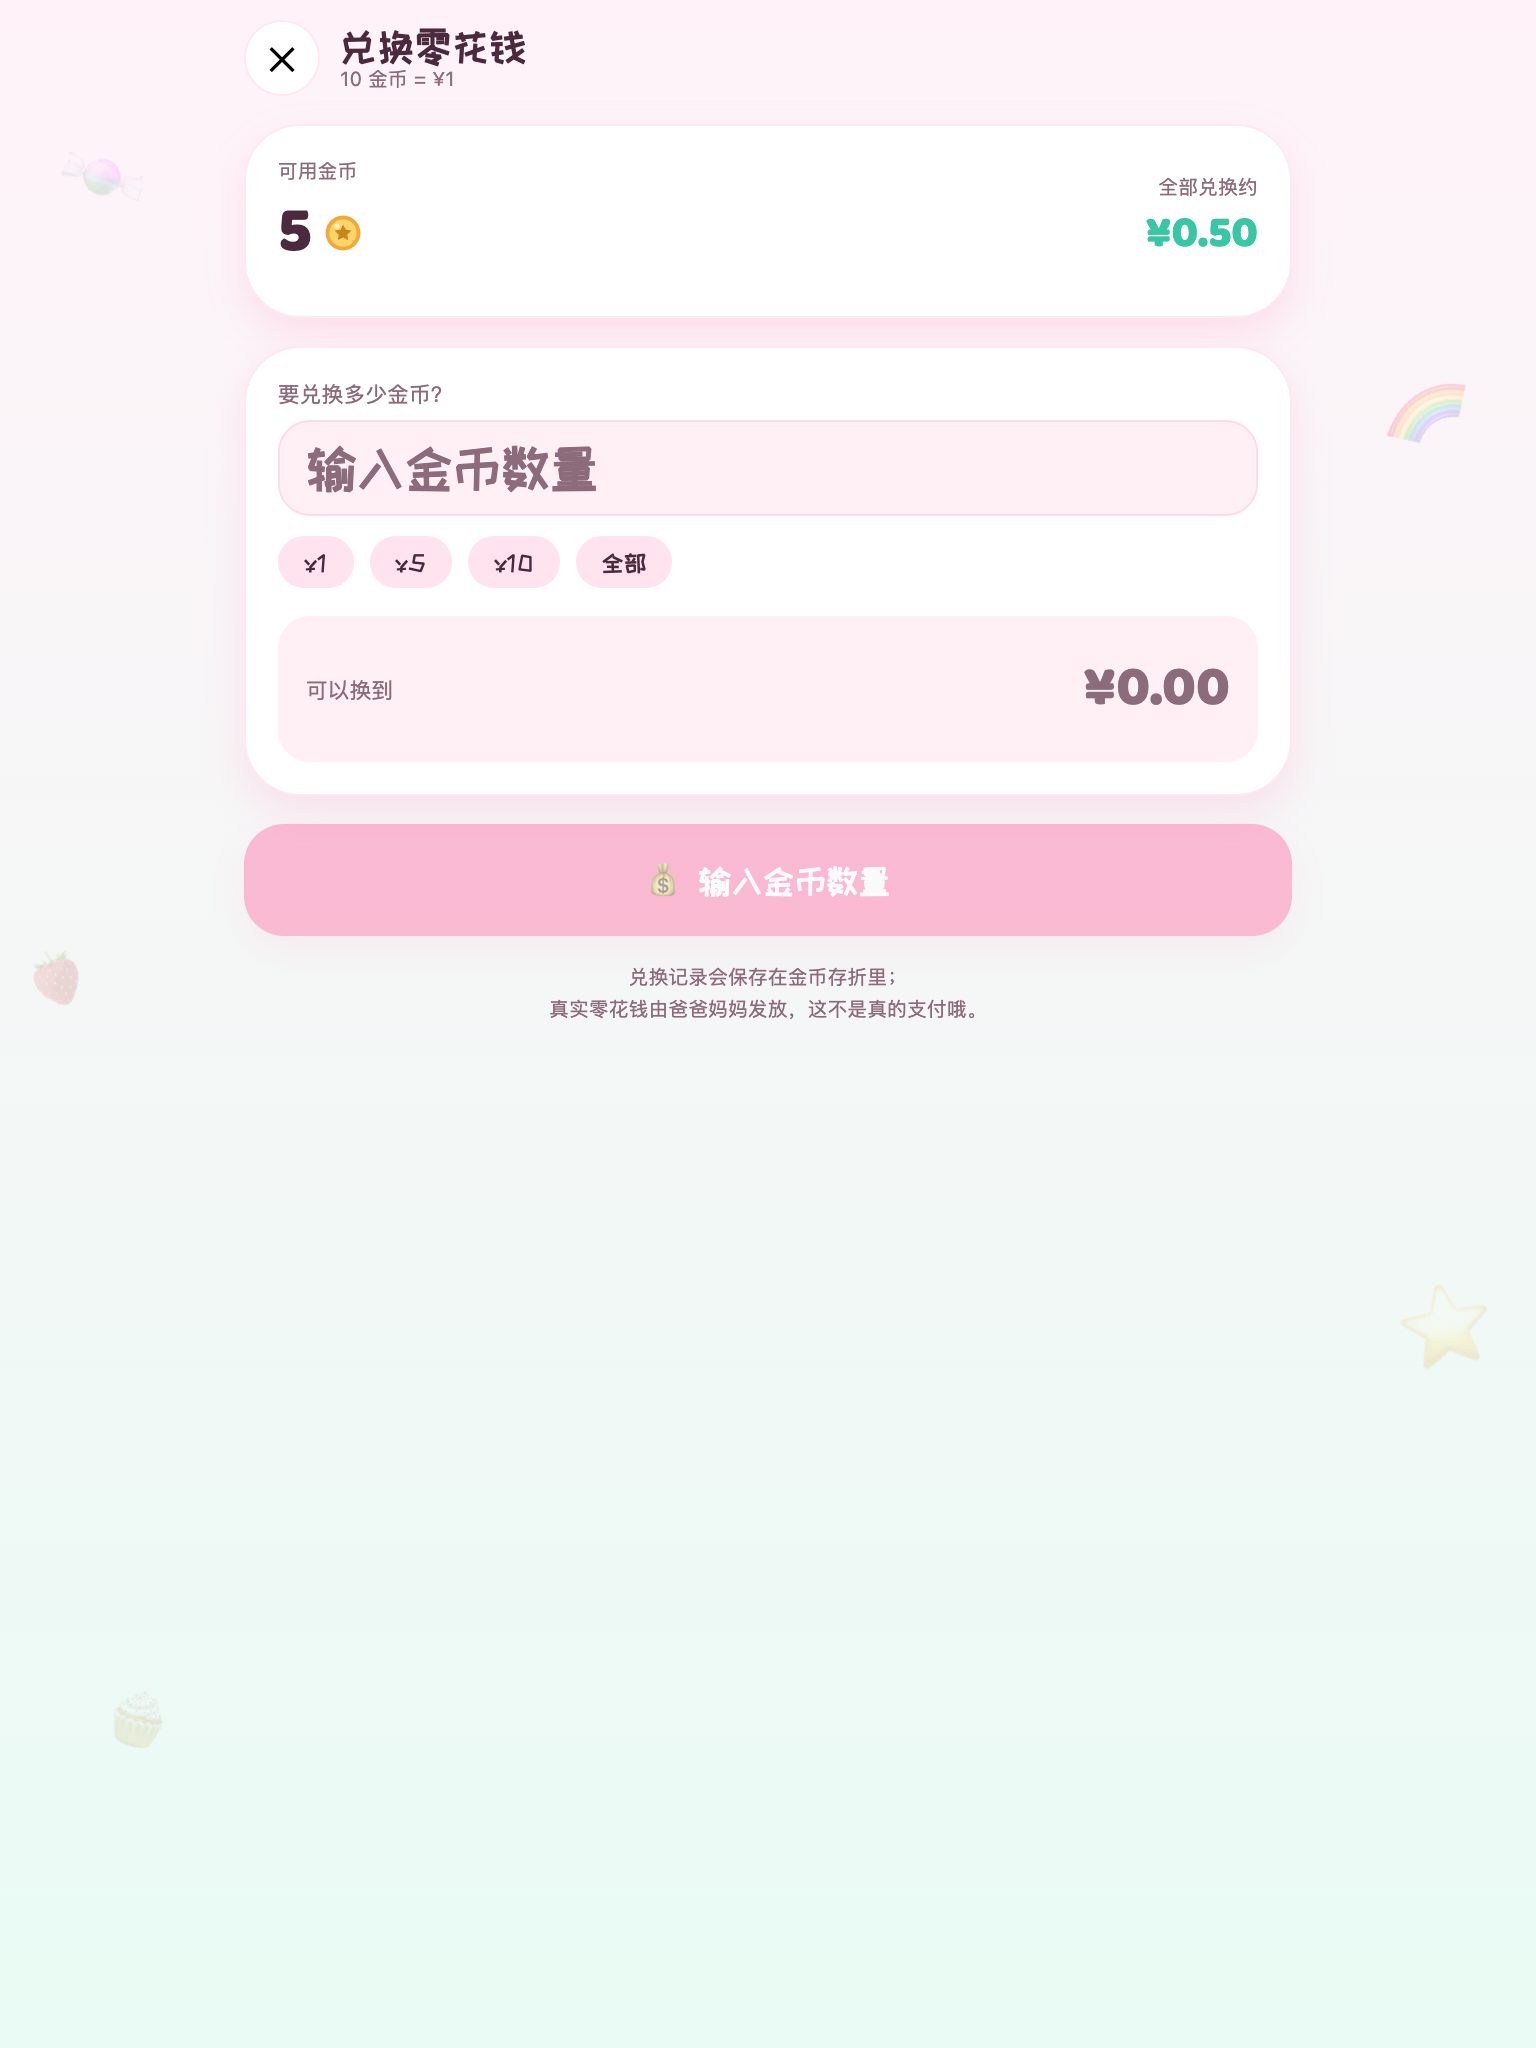 兑换零花钱
10 金币 = ¥1
可用金币
5
全部兑换约
¥0.50
要兑换多少金币?
输入金币数量
¥1 ¥5 ¥10 全部
可以换到
¥0.00
输入金币数量
兑换记录会保存在金币存折里；
真实零花钱由爸爸妈妈发放，这不是真的支付哦。